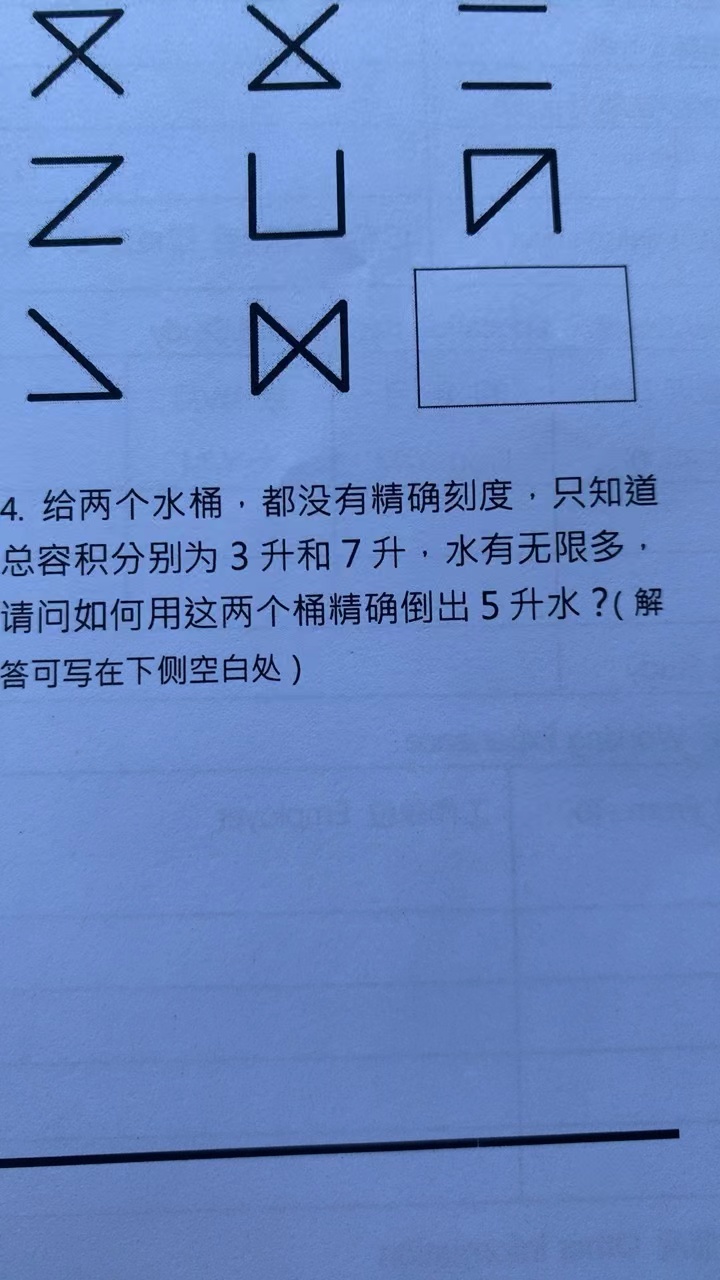 4. 给两个水桶，都没有精确刻度，只知道
总容积分别为 3 升和 7 升，水有无限多，
请问如何用这两个桶精确倒出 5 升水？( 解
答可写在下侧空白处 )